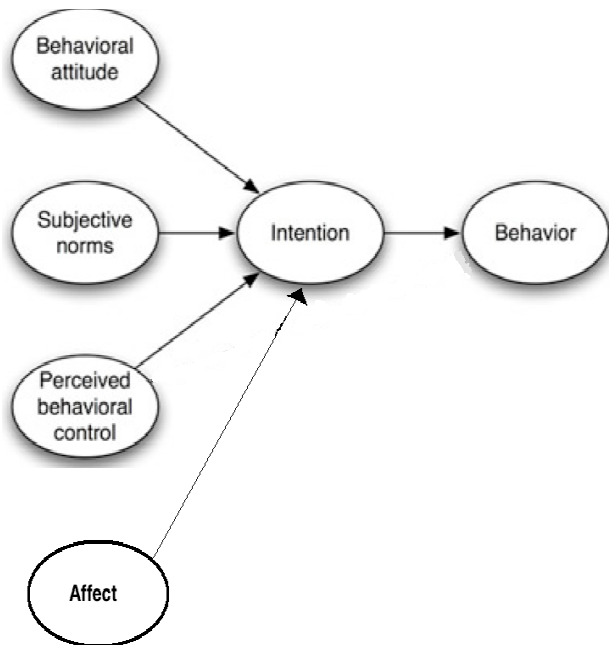 Behavioral
attitude
Subjective
norms
Intention
Behavior
Perceived
behavioral
control
Affect